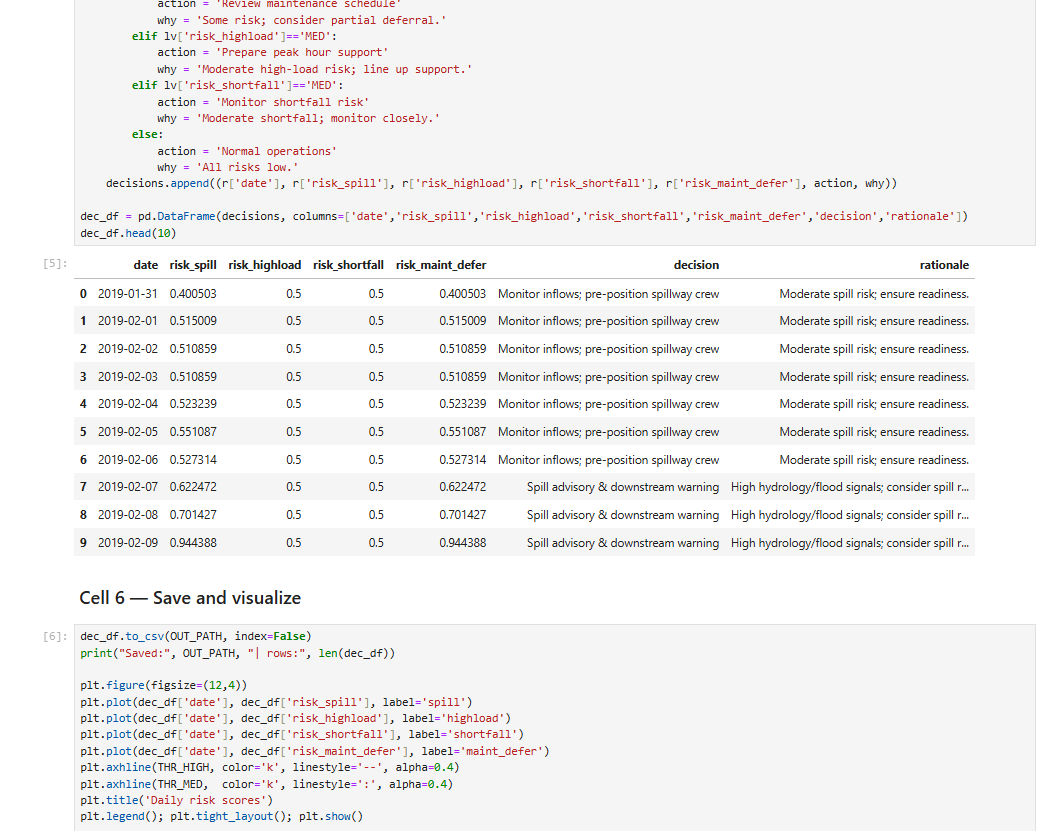 action = 'Review maintenance schedule'
            why = 'Some risk; consider partial deferral.'
        elif lv['risk_highload']=='MED':
            action = 'Prepare peak hour support'
            why = 'Moderate high-load risk; line up support.'
        elif lv['risk_shortfall']=='MED':
            action = 'Monitor shortfall risk'
            why = 'Moderate shortfall; monitor closely.'
        else:
            action = 'Normal operations'
            why = 'All risks low.'
    decisions.append((r['date'], r['risk_spill'], r['risk_highload'], r['risk_shortfall'], r['risk_maint_defer'], action, why))

dec_df = pd.DataFrame(decisions, columns=['date','risk_spill','risk_highload','risk_shortfall','risk_maint_defer','decision','rationale'])
dec_df.head(10)
[5]: date risk_spill risk_highload risk_shortfall risk_maint_defer decision rationale
0 2019-01-31 0.400503 0.5 0.5 0.400503 Monitor inflows; pre-position spillway crew Moderate spill risk; ensure readiness.
1 2019-02-01 0.515009 0.5 0.5 0.515009 Monitor inflows; pre-position spillway crew Moderate spill risk; ensure readiness.
2 2019-02-02 0.510859 0.5 0.5 0.510859 Monitor inflows; pre-position spillway crew Moderate spill risk; ensure readiness.
3 2019-02-03 0.510859 0.5 0.5 0.510859 Monitor inflows; pre-position spillway crew Moderate spill risk; ensure readiness.
4 2019-02-04 0.523239 0.5 0.5 0.523239 Monitor inflows; pre-position spillway crew Moderate spill risk; ensure readiness.
5 2019-02-05 0.551087 0.5 0.5 0.551087 Monitor inflows; pre-position spillway crew Moderate spill risk; ensure readiness.
6 2019-02-06 0.527314 0.5 0.5 0.527314 Monitor inflows; pre-position spillway crew Moderate spill risk; ensure readiness.
7 2019-02-07 0.622472 0.5 0.5 0.622472 Spill advisory & downstream warning High hydrology/flood signals; consider spill r...
8 2019-02-08 0.701427 0.5 0.5 0.701427 Spill advisory & downstream warning High hydrology/flood signals; consider spill r...
9 2019-02-09 0.944388 0.5 0.5 0.944388 Spill advisory & downstream warning High hydrology/flood signals; consider spill r...
Cell 6 — Save and visualize
[6]: dec_df.to_csv(OUT_PATH, index=False)
print("Saved:", OUT_PATH, "| rows:", len(dec_df))

plt.figure(figsize=(12,4))
plt.plot(dec_df['date'], dec_df['risk_spill'], label='spill')
plt.plot(dec_df['date'], dec_df['risk_highload'], label='highload')
plt.plot(dec_df['date'], dec_df['risk_shortfall'], label='shortfall')
plt.plot(dec_df['date'], dec_df['risk_maint_defer'], label='maint_defer')
plt.axhline(THR_HIGH, color='k', linestyle='--', alpha=0.4)
plt.axhline(THR_MED,  color='k', linestyle=':', alpha=0.4)
plt.title('Daily risk scores')
plt.legend(); plt.tight_layout(); plt.show()